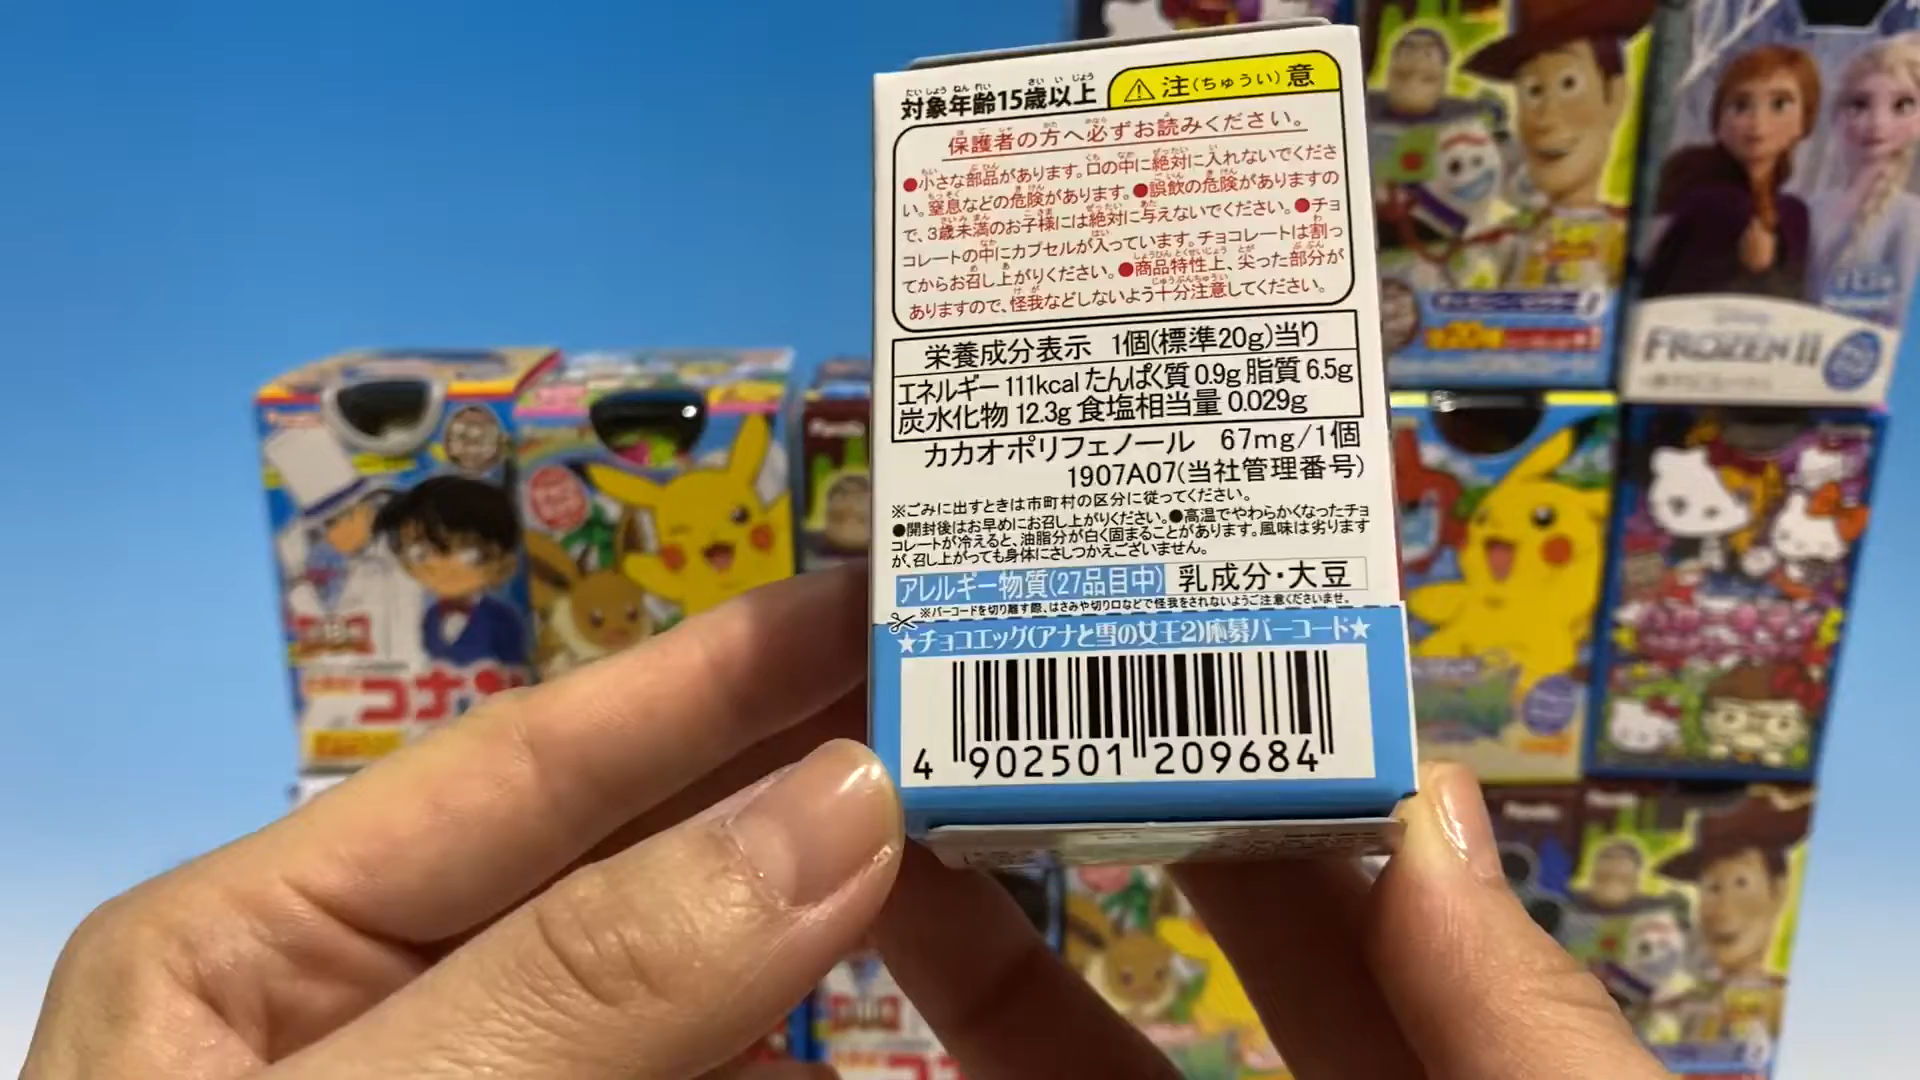 対象年齢15歳以上
たいしょうねんれい さいいじょう
⚠注(ちゅうい)意
保護者の方へ必ずお読みください。
●小さな部品があります。口の中に絶対に入れないでくださ
い。窒息などの危険があります。●誤飲の危険がありますの
で、3歳未満のお子様には絶対に与えないでください。●チョ
コレートの中にカプセルが入っています。チョコレートは割っ
てからお召し上がりください。●商品特性上、尖った部分が
ありますので、怪我などしないよう十分注意してください。
栄養成分表示 1個(標準20g)当り
エネルギー 111kcal たんぱく質 0.9g 脂質 6.5g
炭水化物 12.3g 食塩相当量 0.029g
カカオポリフェノール 67mg/1個
1907A07(当社管理番号)
※ごみに出すときは市町村の区分に従ってください。
●開封後はお早めにお召し上がりください。●高温でやわらかくなったチョ
コレートが冷えると、油脂分が白く固まることがあります。風味は劣ります
が、召し上がっても身体にさしつかえございません。
アレルギー物質(27品目中) 乳成分・大豆
※バーコードを切り離す際、はさみや切り口などで怪我をされないようご注意くださいませ。
★チョコエッグ(アナと雪の女王2)応募バーコード★
4 902501 209684
FROZEN II
コナン
全20種